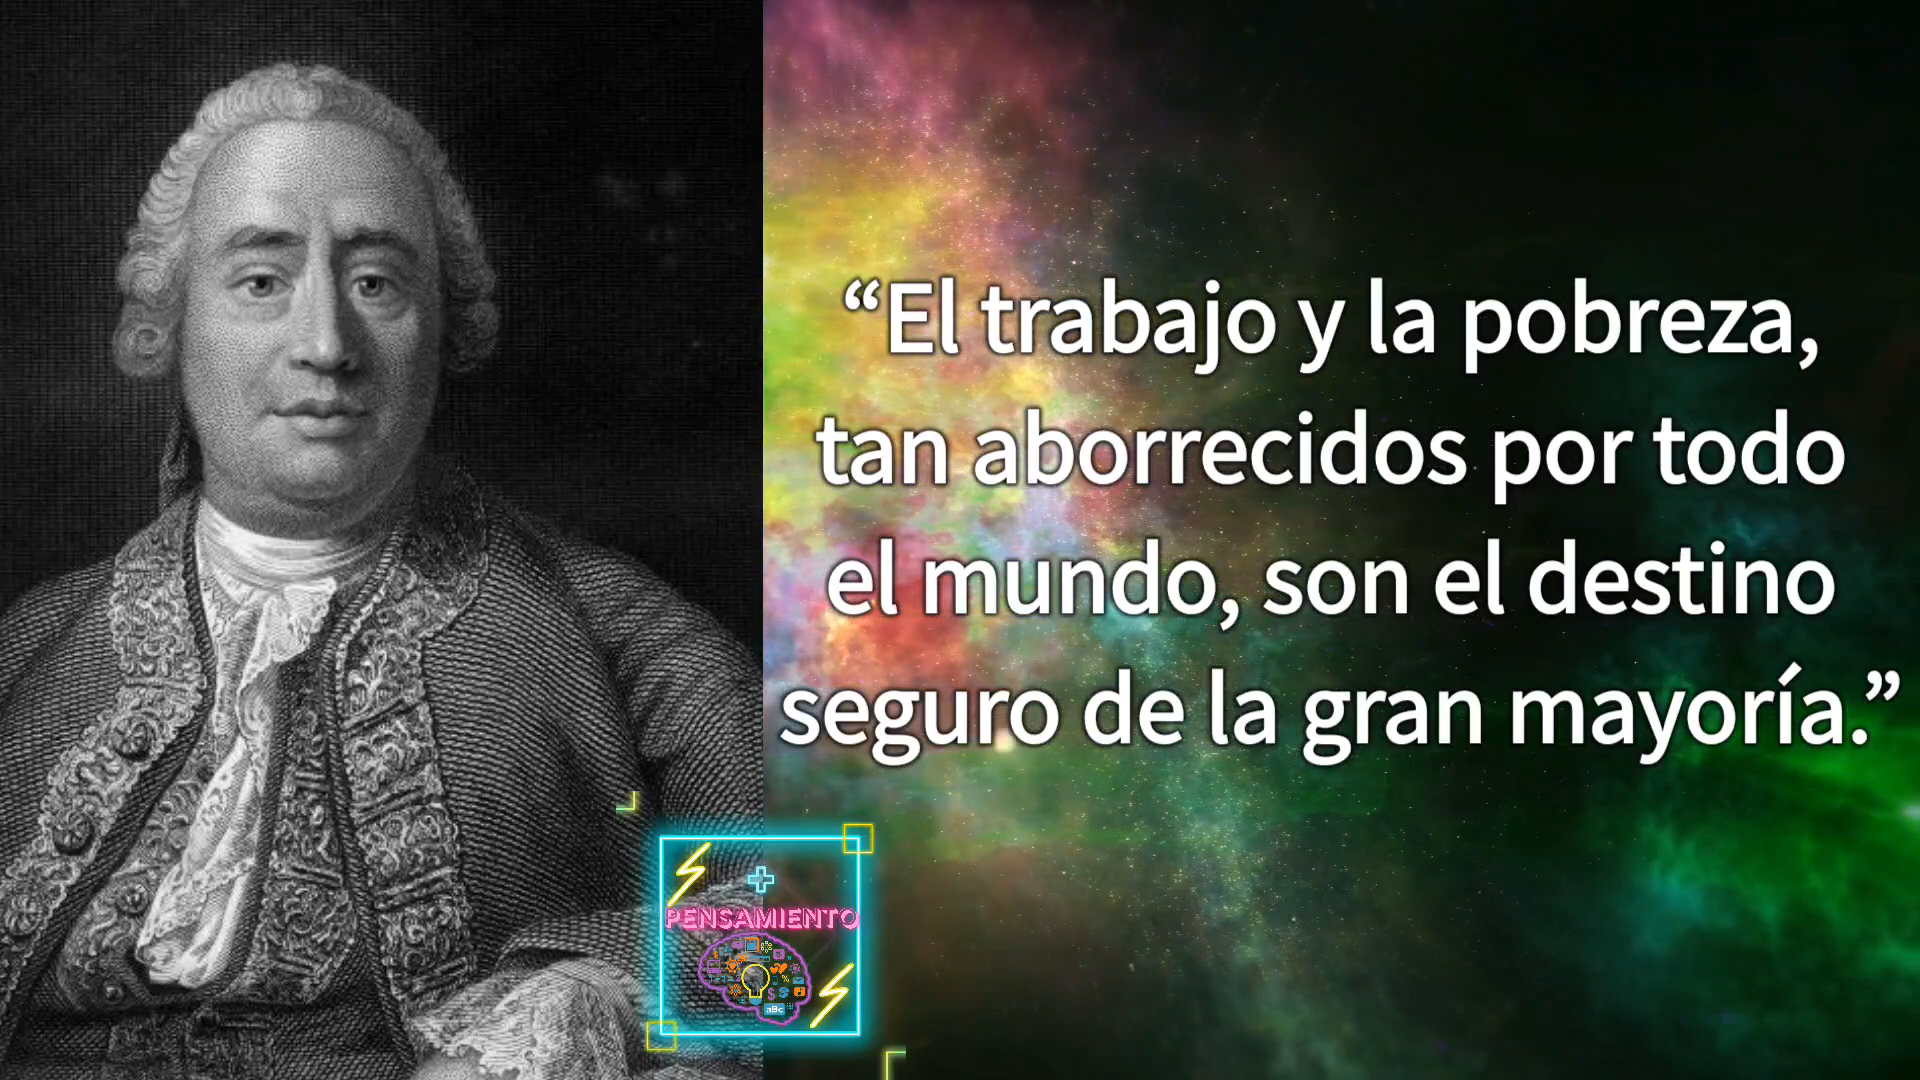 “El trabajo y la pobreza,
tan aborrecidos por todo
el mundo, son el destino
seguro de la gran mayoría.”
PENSAMIENTO
aBc